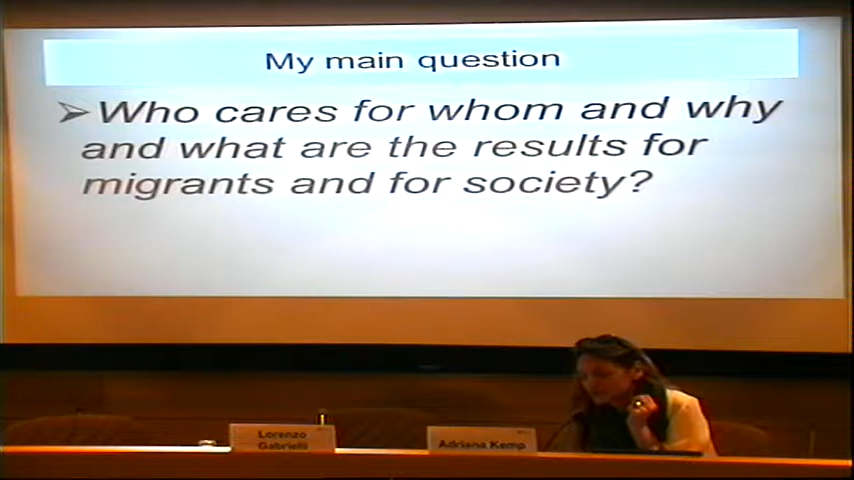 My main question
➢Who cares for whom and why
and what are the results for
migrants and for society?
Lorenzo
Gabrielli
Adriana Kemp